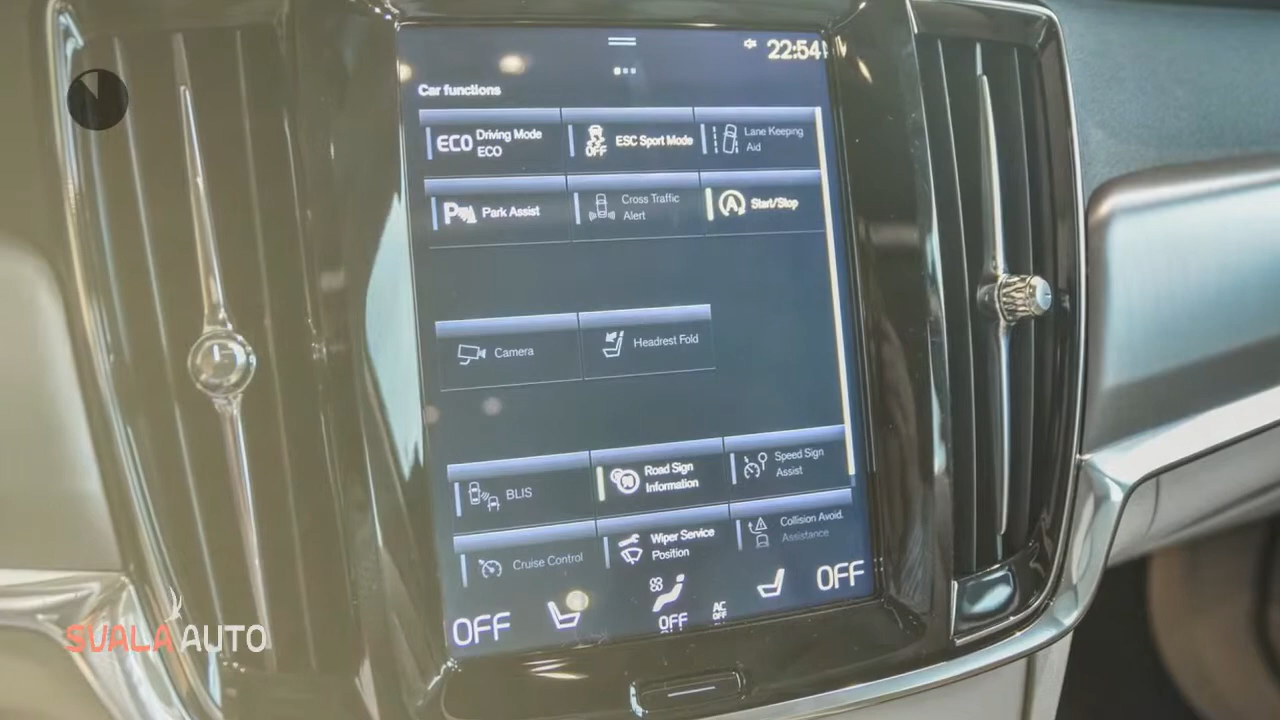 22:54
Car functions
ECO Driving Mode
ECO
OFF ESC Sport Mode
Lane Keeping
Aid
P Park Assist
Cross Traffic
Alert
A Start/Stop
Camera
Headrest Fold
BLIS
Road Sign
Information
Speed Sign
Assist
Cruise Control
Wiper Service
Position
Collision Avoid.
Assistance
OFF
OFF
AC
OFF
OFF
SVALA AUTO